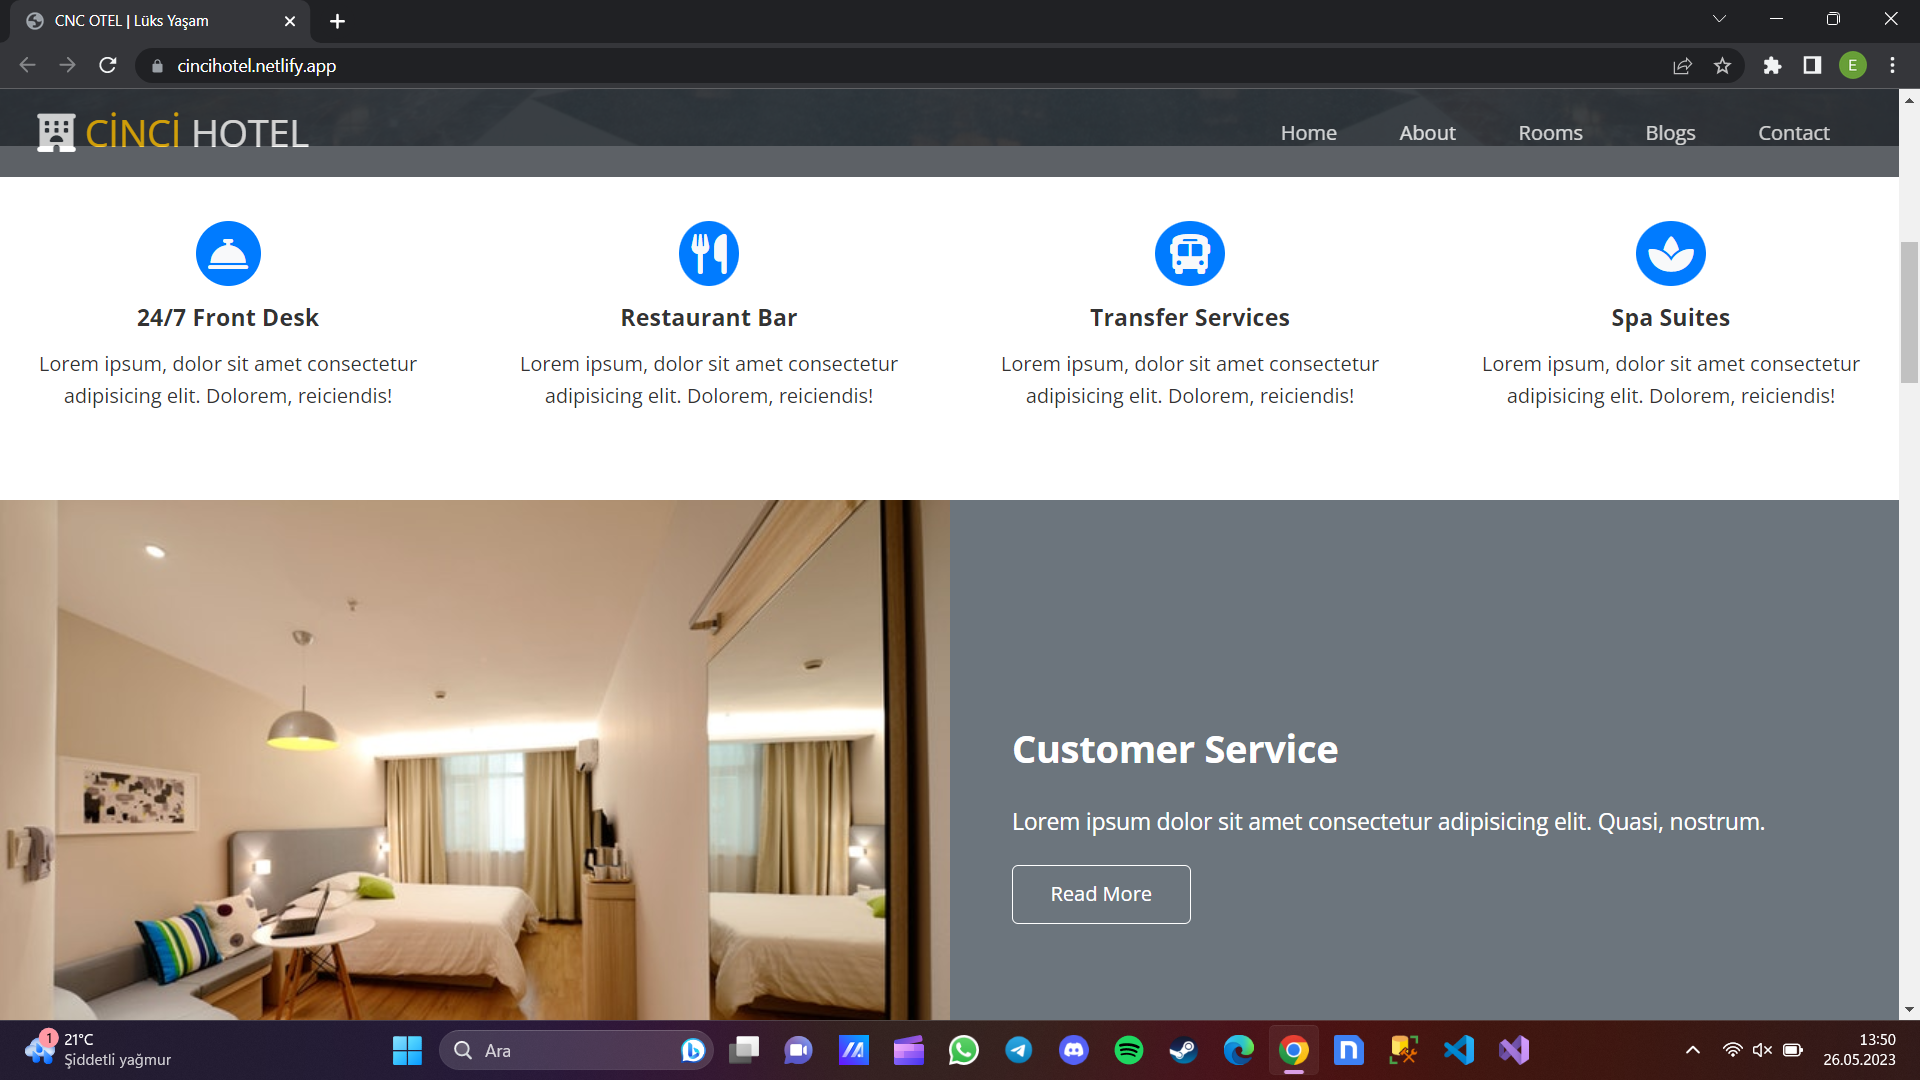 CNC OTEL | Lüks Yaşam
cincihotel.netlify.app
E
CİNCİ HOTEL
Home About Rooms Blogs Contact
24/7 Front Desk
Lorem ipsum, dolor sit amet consectetur
adipisicing elit. Dolorem, reiciendis!
Restaurant Bar
Lorem ipsum, dolor sit amet consectetur
adipisicing elit. Dolorem, reiciendis!
Transfer Services
Lorem ipsum, dolor sit amet consectetur
adipisicing elit. Dolorem, reiciendis!
Spa Suites
Lorem ipsum, dolor sit amet consectetur
adipisicing elit. Dolorem, reiciendis!
Customer Service
Lorem ipsum dolor sit amet consectetur adipisicing elit. Quasi, nostrum.
Read More
1
21°C
Şiddetli yağmur
Ara
13:50
26.05.2023